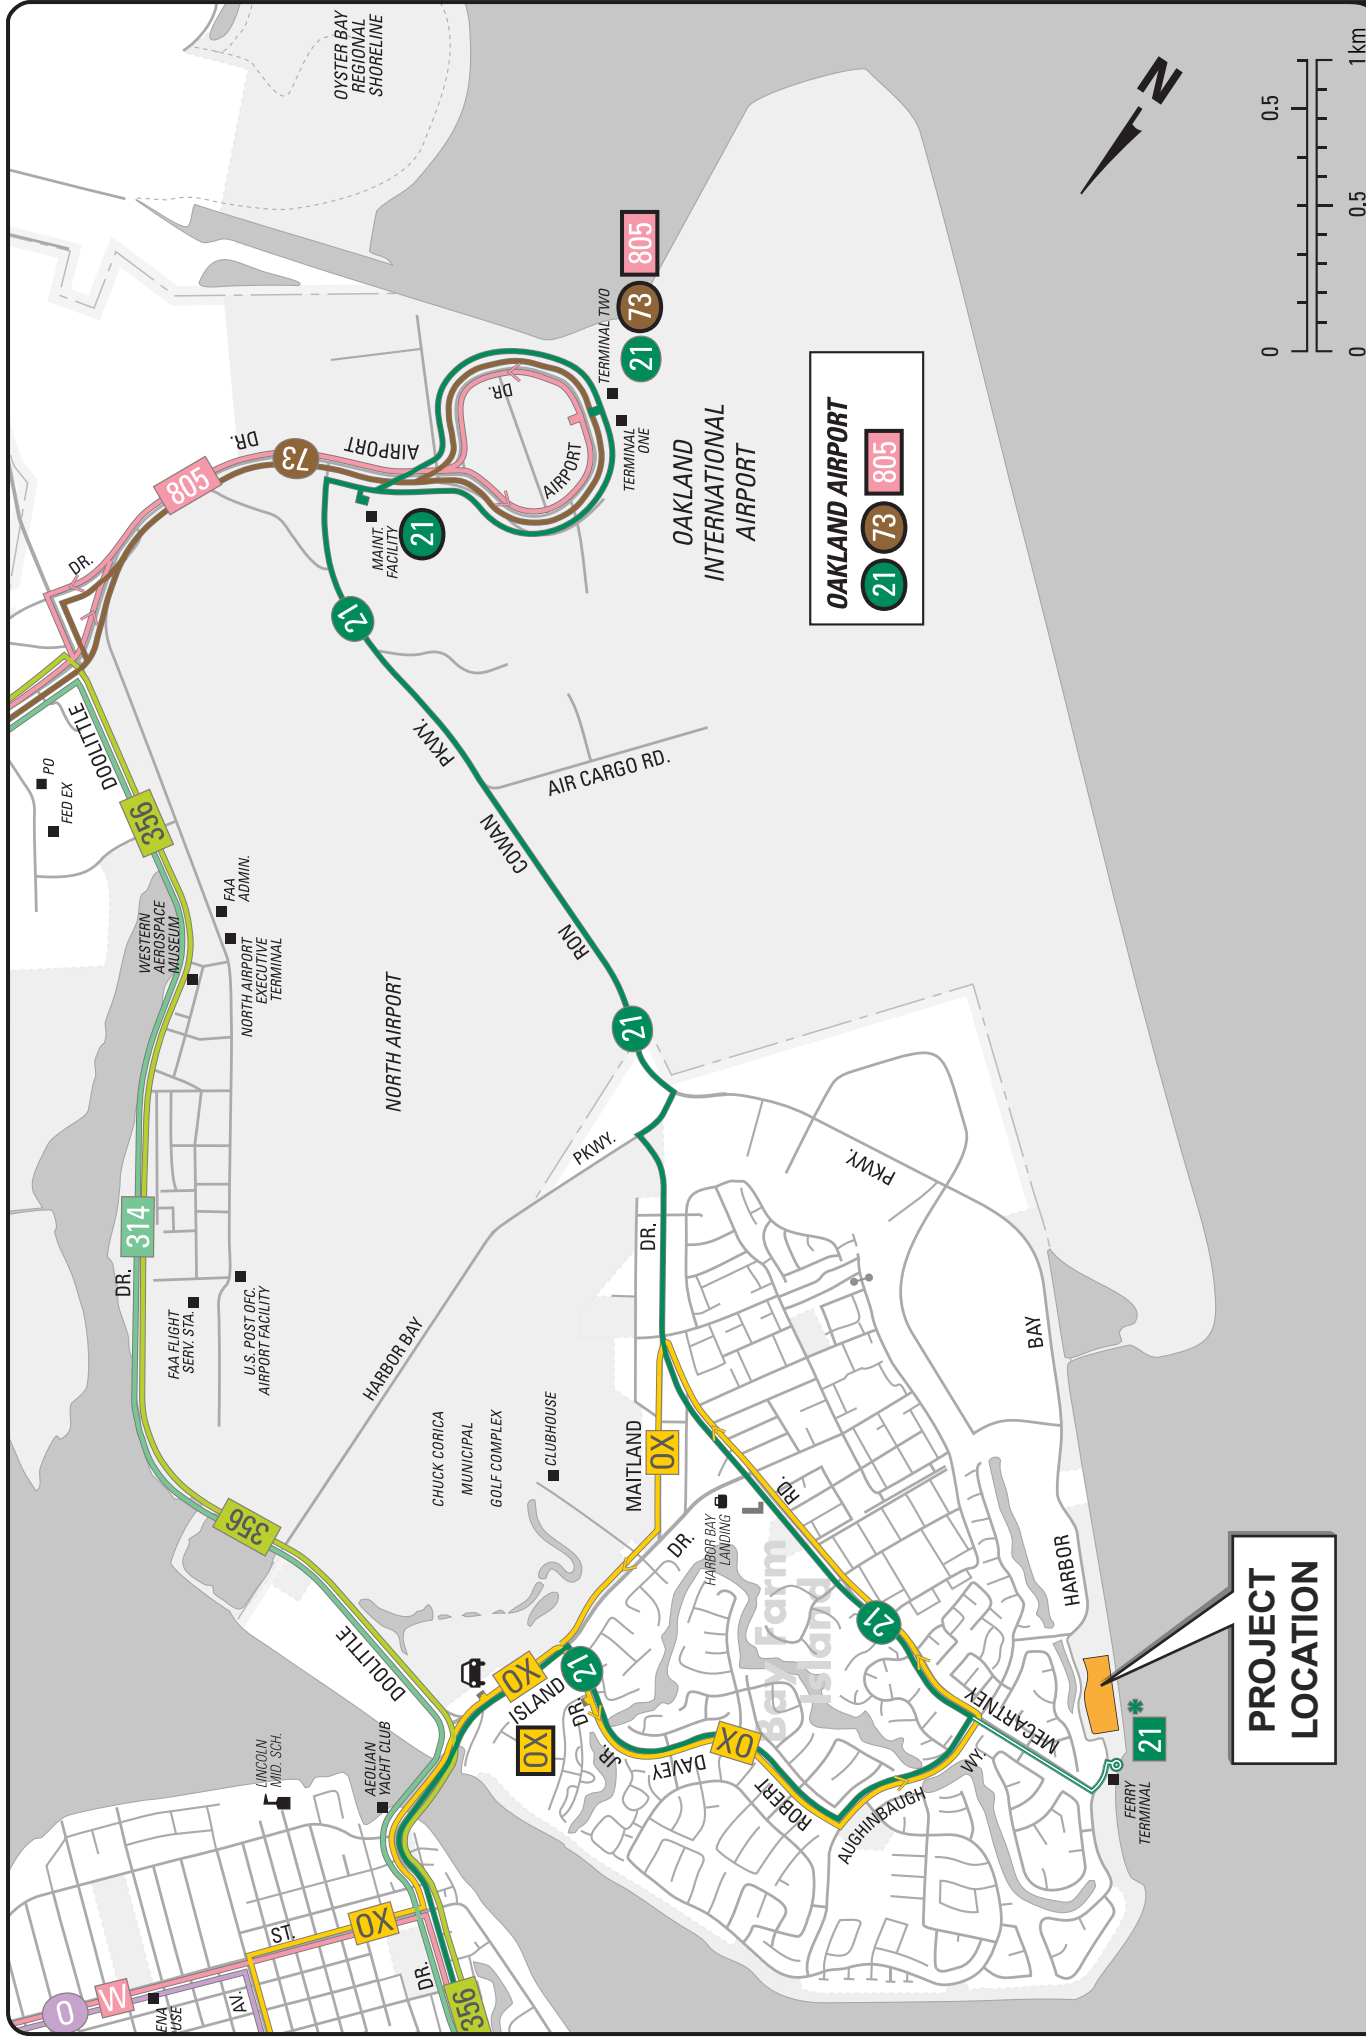 OYSTER BAY
REGIONAL
SHORELINE
N
0
0.5
0
0.5
1 km
TERMINAL TWO
21
73
805
TERMINAL
ONE
AIRPORT
DR.
AIRPORT
DR.
73
805
DR.
MAINT.
FACILITY
21
OAKLAND
INTERNATIONAL
AIRPORT
OAKLAND AIRPORT
21
73
805
21
PKWY.
COWAN
RON
AIR CARGO RD.
21
DOOLITTLE
PO
FED EX
356
FAA
ADMIN.
WESTERN
AEROSPACE
MUSEUM
NORTH AIRPORT
EXECUTIVE
TERMINAL
NORTH AIRPORT
314
DR.
FAA FLIGHT
SERV. STA.
U.S. POST OFC.
AIRPORT FACILITY
PKWY.
HARBOR BAY
DR.
PKWY.
BAY
HARBOR
CHUCK CORICA
MUNICIPAL
GOLF COMPLEX
CLUBHOUSE
MAITLAND
OX
DR.
HARBOR BAY
LANDING
L
RD.
Bay Farm
Island
21
356
DOOLITTLE
OX
ISLAND
OX
21
DR.
JR.
DAVEY
OX
ROBERT
AUGHINBAUGH
WY.
MECARTNEY
21
*
FERRY
TERMINAL
PROJECT
LOCATION
LINCOLN
MID. SCH.
AEOLIAN
YACHT CLUB
ST.
OX
DR.
356
AV.
O
W
ENA
USE